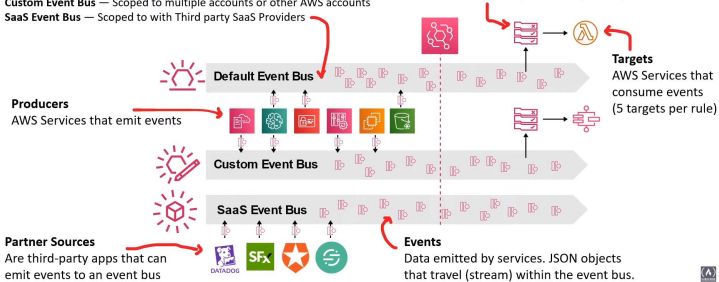 Custom Event Bus — Scoped to multiple accounts or other AWS accounts
SaaS Event Bus — Scoped to with Third party SaaS Providers
Default Event Bus
Targets
AWS Services that
consume events
(5 targets per rule)
Producers
AWS Services that emit events
Custom Event Bus
SaaS Event Bus
Partner Sources
Are third-party apps that can
emit events to an event bus
DATADOG
SFx
Events
Data emitted by services. JSON objects
that travel (stream) within the event bus.